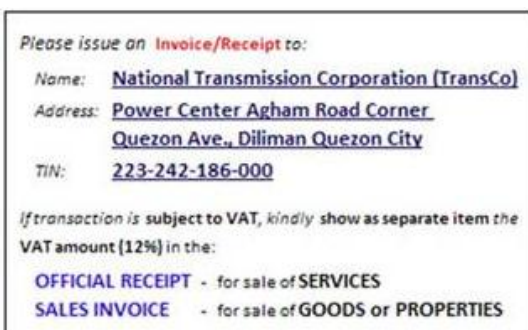 Please issue an Invoice/Receipt to:
Name: National Transmission Corporation (TransCo)
Address: Power Center Agham Road Corner
Quezon Ave., Diliman Quezon City
TIN: 223-242-186-000
If transaction is subject to VAT, kindly show as separate item the
VAT amount (12%) in the:
OFFICIAL RECEIPT - for sale of SERVICES
SALES INVOICE - for sale of GOODS or PROPERTIES